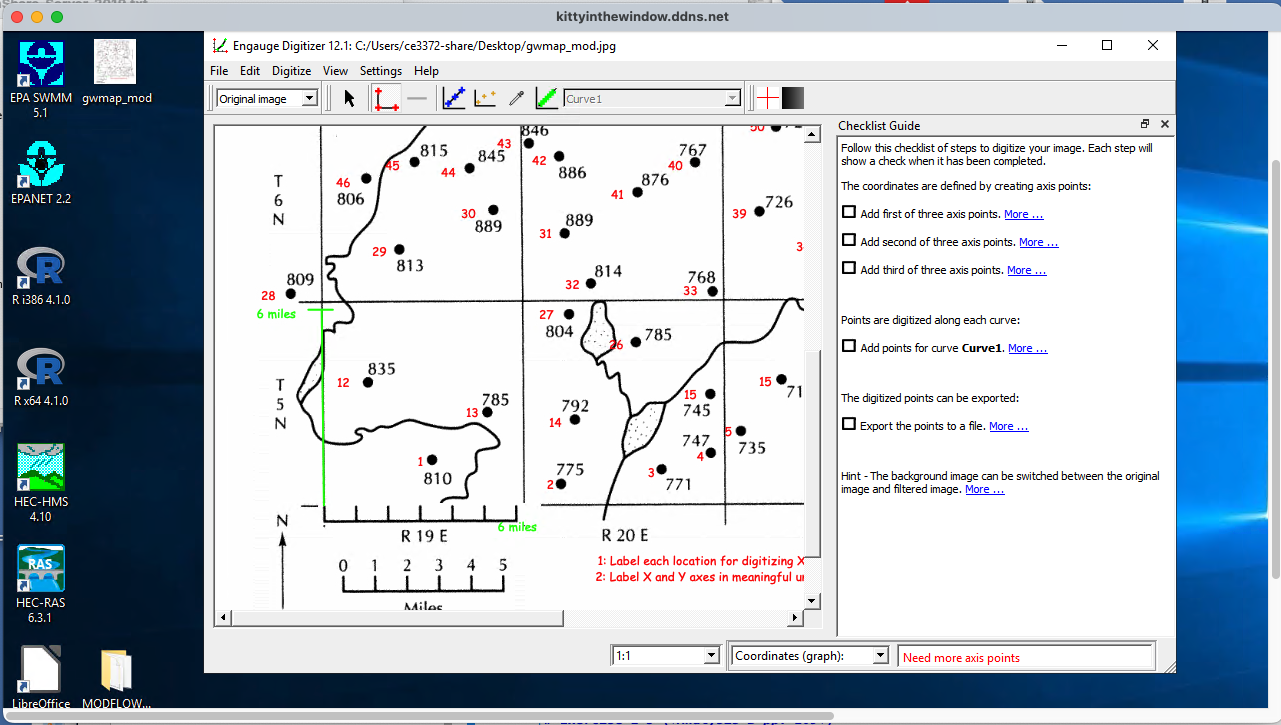 kittyinthewindow.ddns.net
EPA SWMM
5.1
gwmap_mod
EPANET 2.2
R i386 4.1.0
R x64 4.1.0
HEC-HMS
4.10
RAS
HEC-RAS
6.3.1
LibreOffice
MODFLOW...
Engauge Digitizer 12.1: C:/Users/ce3372-share/Desktop/gwmap_mod.jpg
File Edit Digitize View Settings Help
Original image
Curve1
846
43
50
815
45
845
44
42
886
767
40
T
6
N
46
806
876
41
30
889
726
39
31
889
29
813
3
809
28
814
32
768
33
6 miles
27
804
785
26
835
12
T
5
N
785
13
792
14
15
745
15
71
1
810
775
2
747
4
5
735
3
771
N
6 miles
R 19 E
R 20 E
0 1 2 3 4 5
Miles
1: Label each location for digitizing X
2: Label X and Y axes in meaningful u
Checklist Guide
Follow this checklist of steps to digitize your image. Each step will
show a check when it has been completed.
The coordinates are defined by creating axis points:
Add first of three axis points. More ...
Add second of three axis points. More ...
Add third of three axis points. More ...
Points are digitized along each curve:
Add points for curve Curve1. More ...
The digitized points can be exported:
Export the points to a file. More ...
Hint - The background image can be switched between the original
image and filtered image. More ...
1:1
Coordinates (graph):
Need more axis points